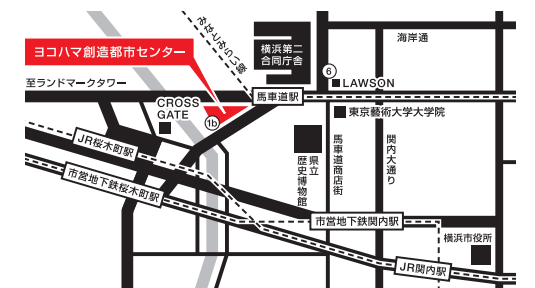 みなとみらい線
海岸通
ヨコハマ創造都市センター
横浜第二
合同庁舎
6
至ランドマークタワー
LAWSON
馬車道駅
CROSS
GATE
1b
東京藝術大学大学院
JR桜木町駅
県立
歴史博物館
馬車道商店街
関内大通り
市営地下鉄桜木町駅
市営地下鉄関内駅
横浜市役所
JR関内駅